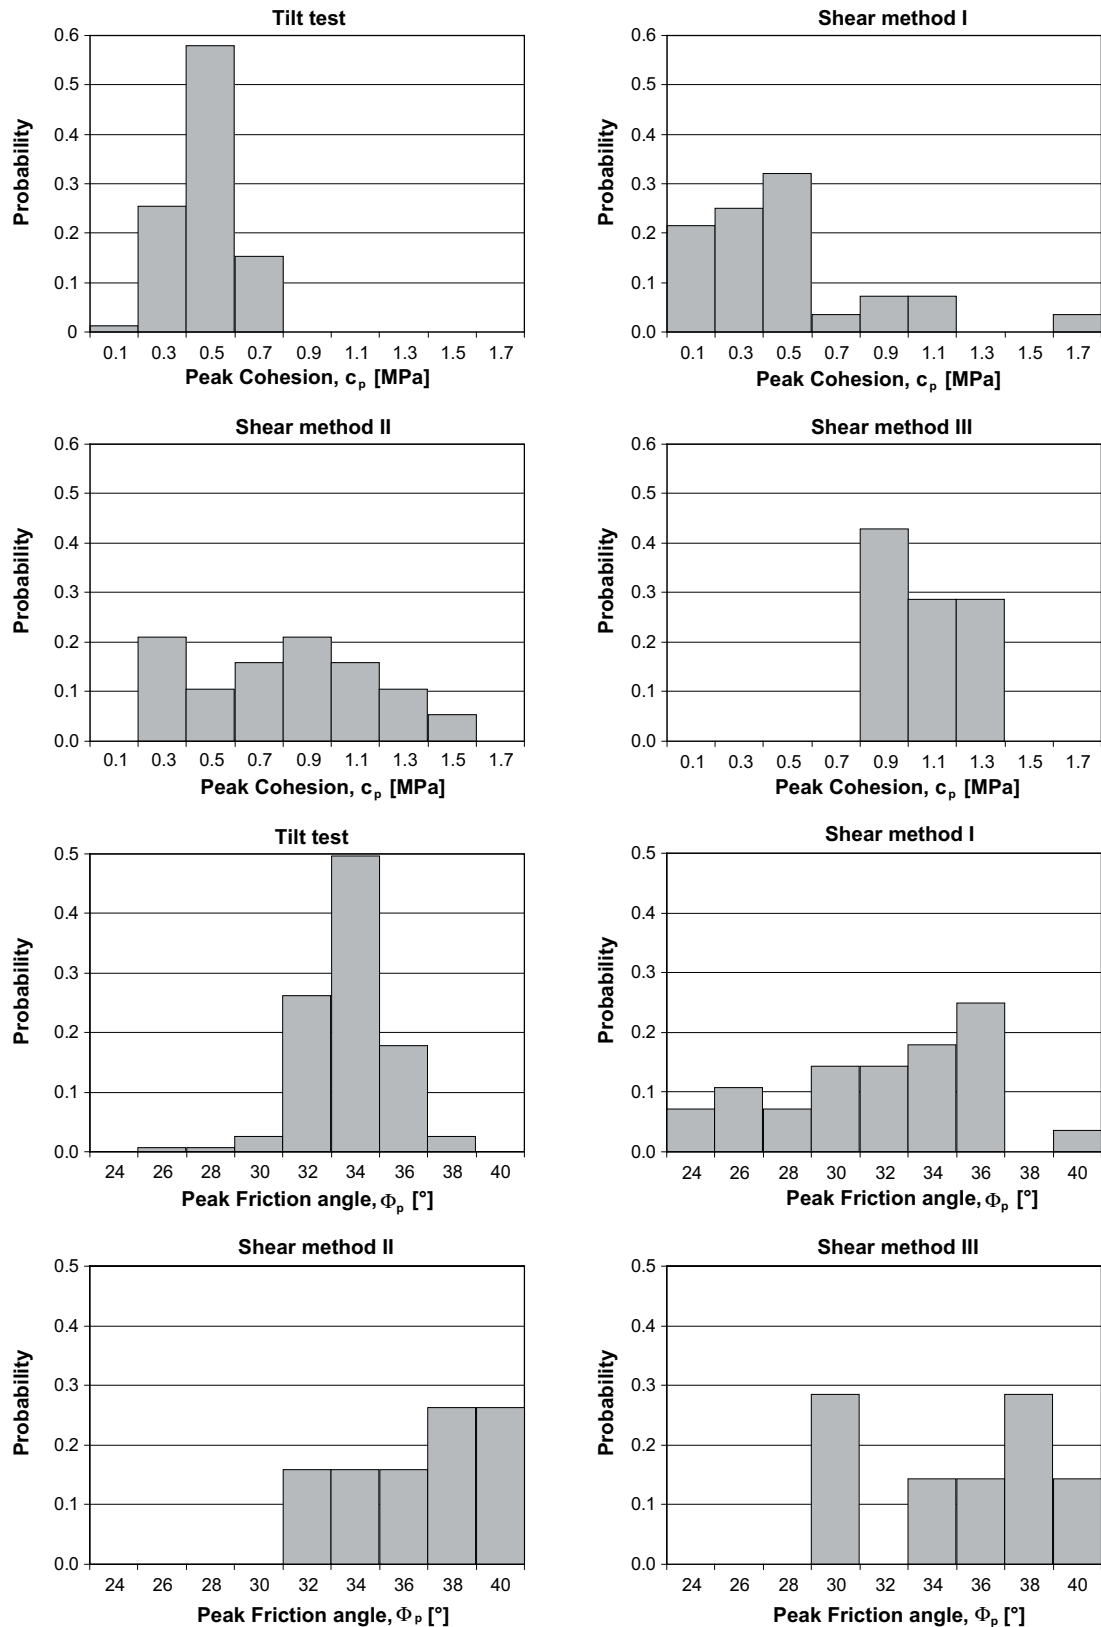 Tilt test
0.6
0.5
0.4
0.3
0.2
0.1
0
Probability
0.1 0.3 0.5 0.7 0.9 1.1 1.3 1.5 1.7
Peak Cohesion, cp [MPa]
Shear method I
0.6
0.5
0.4
0.3
0.2
0.1
0.0
Probability
0.1 0.3 0.5 0.7 0.9 1.1 1.3 1.5 1.7
Peak Cohesion, cp [MPa]
Shear method II
0.6
0.5
0.4
0.3
0.2
0.1
0.0
Probability
0.1 0.3 0.5 0.7 0.9 1.1 1.3 1.5 1.7
Peak Cohesion, cp [MPa]
Shear method III
0.6
0.5
0.4
0.3
0.2
0.1
0.0
Probability
0.1 0.3 0.5 0.7 0.9 1.1 1.3 1.5 1.7
Peak Cohesion, cp [MPa]
Tilt test
0.5
0.4
0.3
0.2
0.1
0.0
Probability
24 26 28 30 32 34 36 38 40
Peak Friction angle, Φp [°]
Shear method I
0.5
0.4
0.3
0.2
0.1
0.0
Probability
24 26 28 30 32 34 36 38 40
Peak Friction angle, Φp [°]
Shear method II
0.5
0.4
0.3
0.2
0.1
0.0
Probability
24 26 28 30 32 34 36 38 40
Peak Friction angle, Φp [°]
Shear method III
0.5
0.4
0.3
0.2
0.1
0.0
Probability
24 26 28 30 32 34 36 38 40
Peak Friction angle, Φp [°]